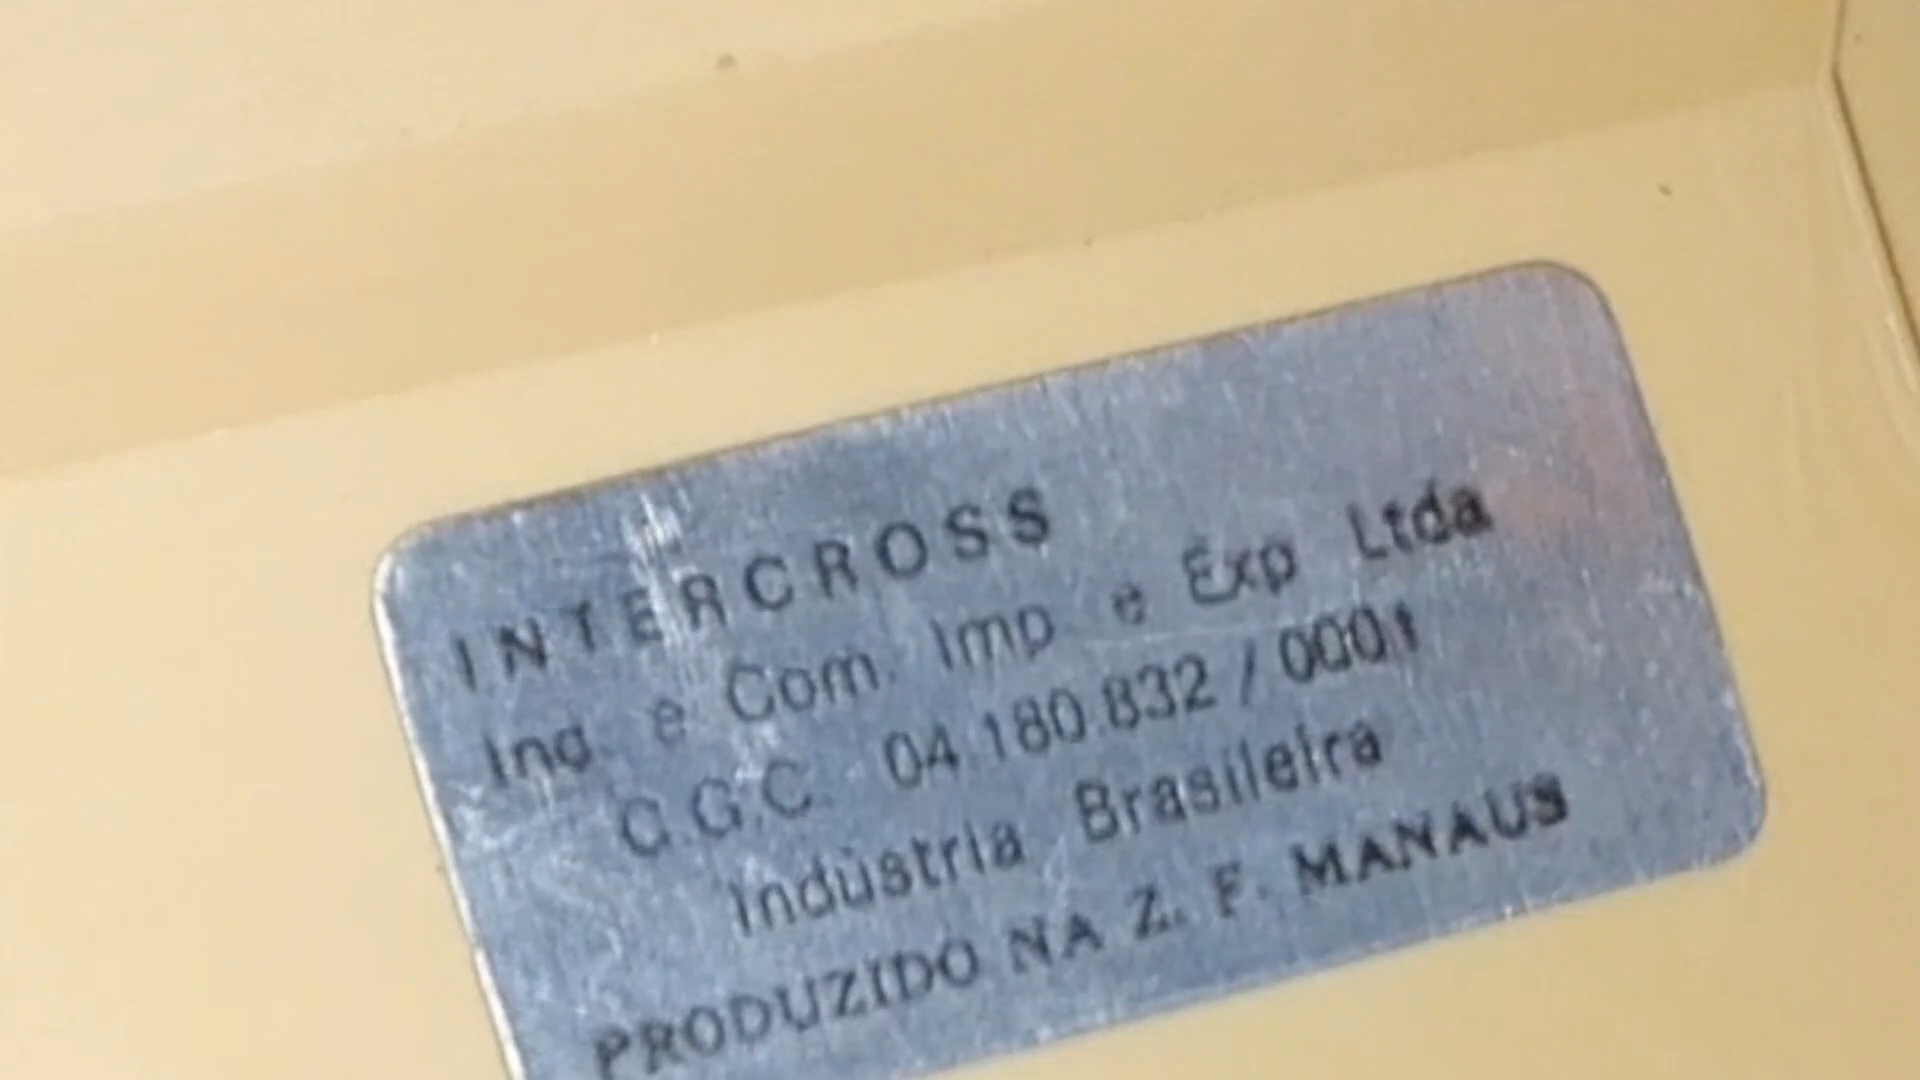 INTERCROSS
Ind. e Com. Imp e Exp Ltda
C.G.C. 04.180.832 / 0001
Indústria Brasileira
PRODUZIDO NA Z. F. MANAUS